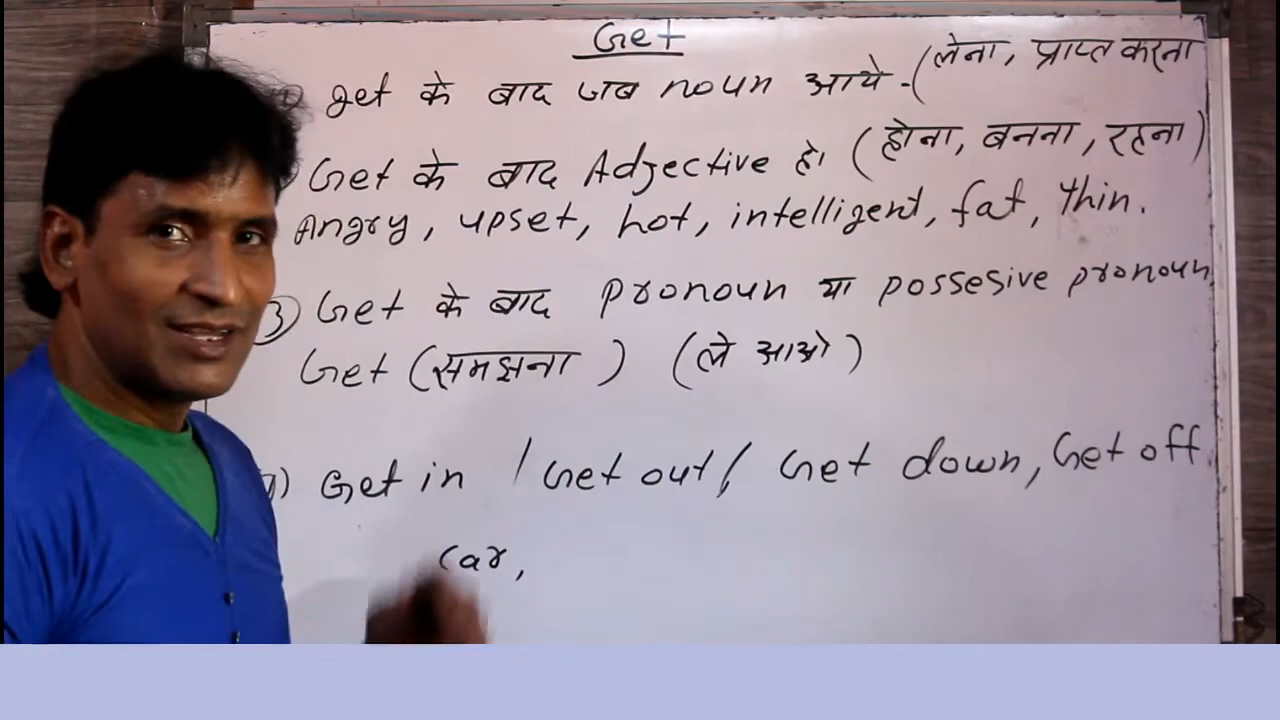 Get
get के बाद जब noun आये - (लेना, प्राप्त करना
Get के बाद Adjective हो (होना, बनना, रहना)
Angry, upset, hot, intelligent, fat, thin.
3) Get के बाद pronoun या possesive pronoun
Get (समझना) (ले आओ)
Get in / Get out / Get down, Get off
Car,